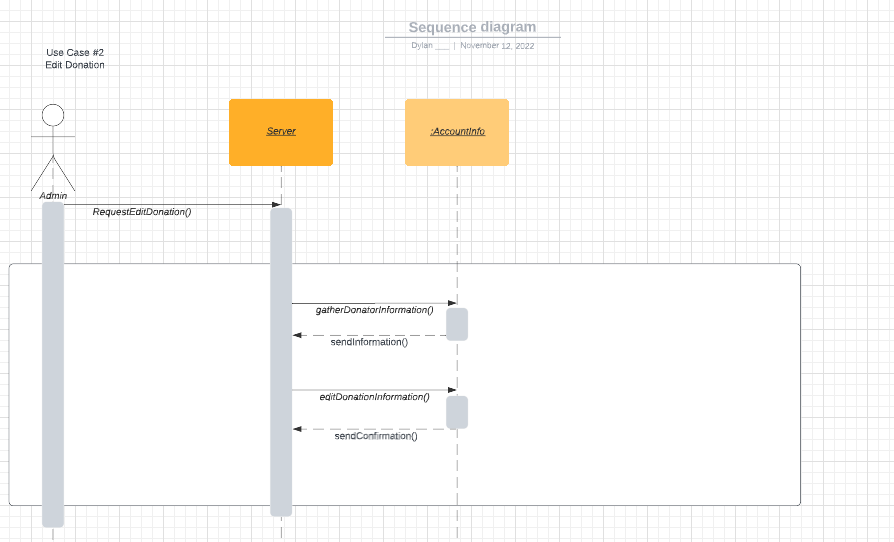 Sequence diagram
Dylan ___ | November 12, 2022
Use Case #2
Edit Donation
Server
:AccountInfo
Admin
RequestEditDonation()
gatherDonatorInformation()
sendInformation()
editDonationInformation()
sendConfirmation()